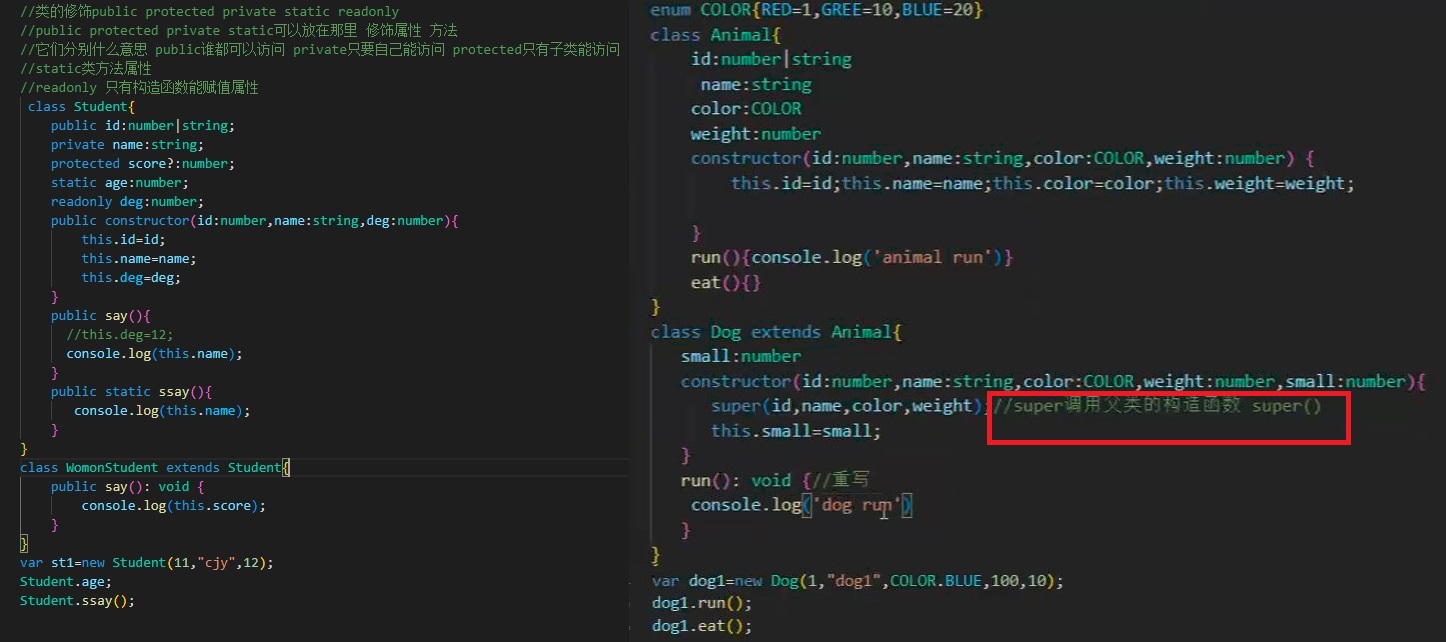 //类的修饰public protected private static readonly
//public protected private static可以放在那里 修饰属性 方法
//它们分别什么意思 public谁都可以访问 private只要自己能访问 protected只有子类能访问
//static类方法属性
//readonly 只有构造函数能赋值属性
class Student{
public id:number|string;
private name:string;
protected score?:number;
static age:number;
readonly deg:number;
public constructor(id:number,name:string,deg:number){
this.id=id;
this.name=name;
this.deg=deg;
}
public say(){
//this.deg=12;
console.log(this.name);
}
public static ssay(){
console.log(this.name);
}
}
class WomonStudent extends Student{
public say(): void {
console.log(this.score);
}
}
var st1=new Student(11,"cjy",12);
Student.age;
Student.ssay();
enum COLOR{RED=1,GREE=10,BLUE=20}
class Animal{
id:number|string
name:string
color:COLOR
weight:number
constructor(id:number,name:string,color:COLOR,weight:number) {
this.id=id;this.name=name;this.color=color;this.weight=weight;
}
run(){console.log('animal run')}
eat(){}
}
class Dog extends Animal{
small:number
constructor(id:number,name:string,color:COLOR,weight:number,small:number){
super(id,name,color,weight);//super调用父类的构造函数 super()
this.small=small;
}
run(): void {//重写
console.log('dog run')
}
}
var dog1=new Dog(1,"dog1",COLOR.BLUE,100,10);
dog1.run();
dog1.eat();